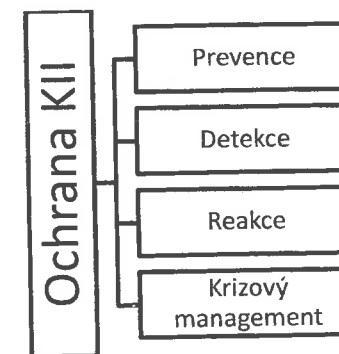 Ochrana KII
Prevence
Detekce
Reakce
Krizový
management